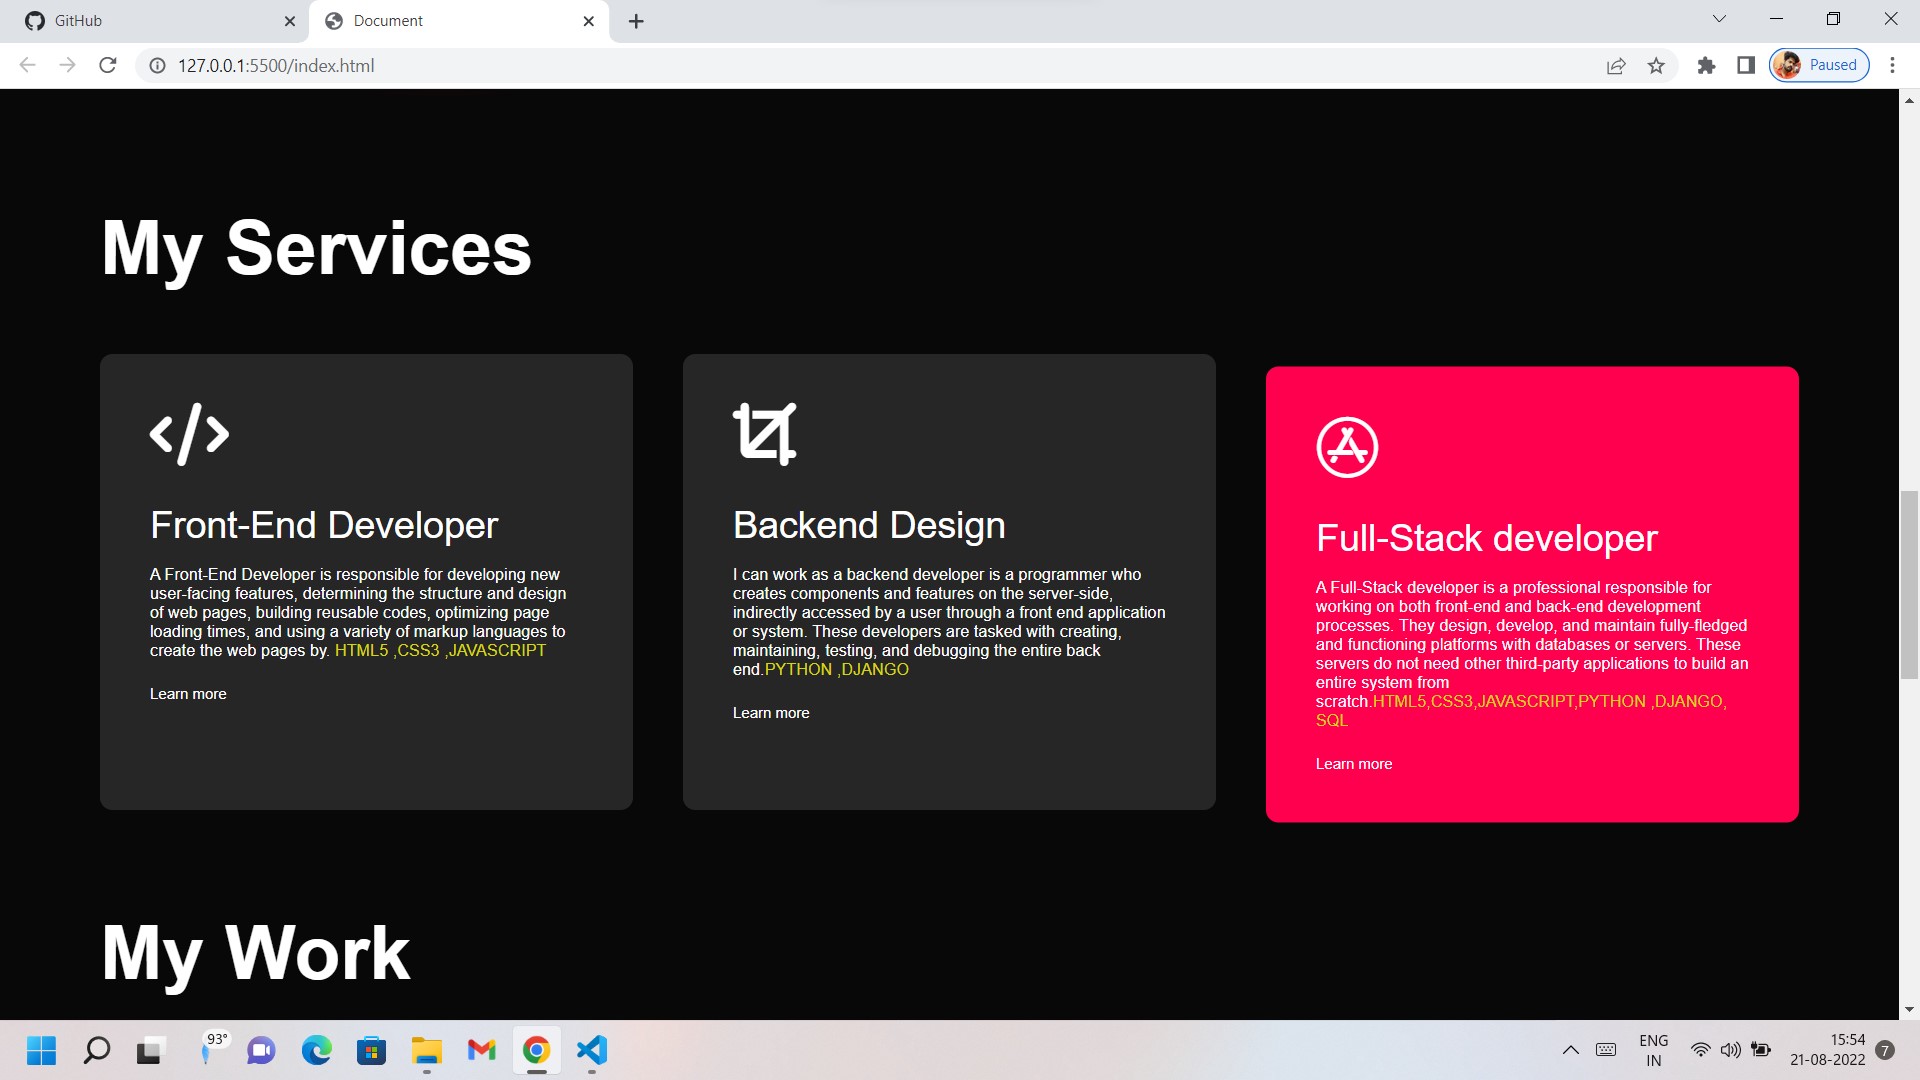 GitHub
Document
127.0.0.1:5500/index.html
Paused
My Services
Front-End Developer
A Front-End Developer is responsible for developing new
user-facing features, determining the structure and design
of web pages, building reusable codes, optimizing page
loading times, and using a variety of markup languages to
create the web pages by. HTML5 ,CSS3 ,JAVASCRIPT
Learn more
Backend Design
I can work as a backend developer is a programmer who
creates components and features on the server-side,
indirectly accessed by a user through a front end application
or system. These developers are tasked with creating,
maintaining, testing, and debugging the entire back
end.PYTHON ,DJANGO
Learn more
Full-Stack developer
A Full-Stack developer is a professional responsible for
working on both front-end and back-end development
processes. They design, develop, and maintain fully-fledged
and functioning platforms with databases or servers. These
servers do not need other third-party applications to build an
entire system from
scratch.HTML5,CSS3,JAVASCRIPT,PYTHON ,DJANGO,
SQL
Learn more
My Work
93°
ENG
IN
15:54
21-08-2022
7